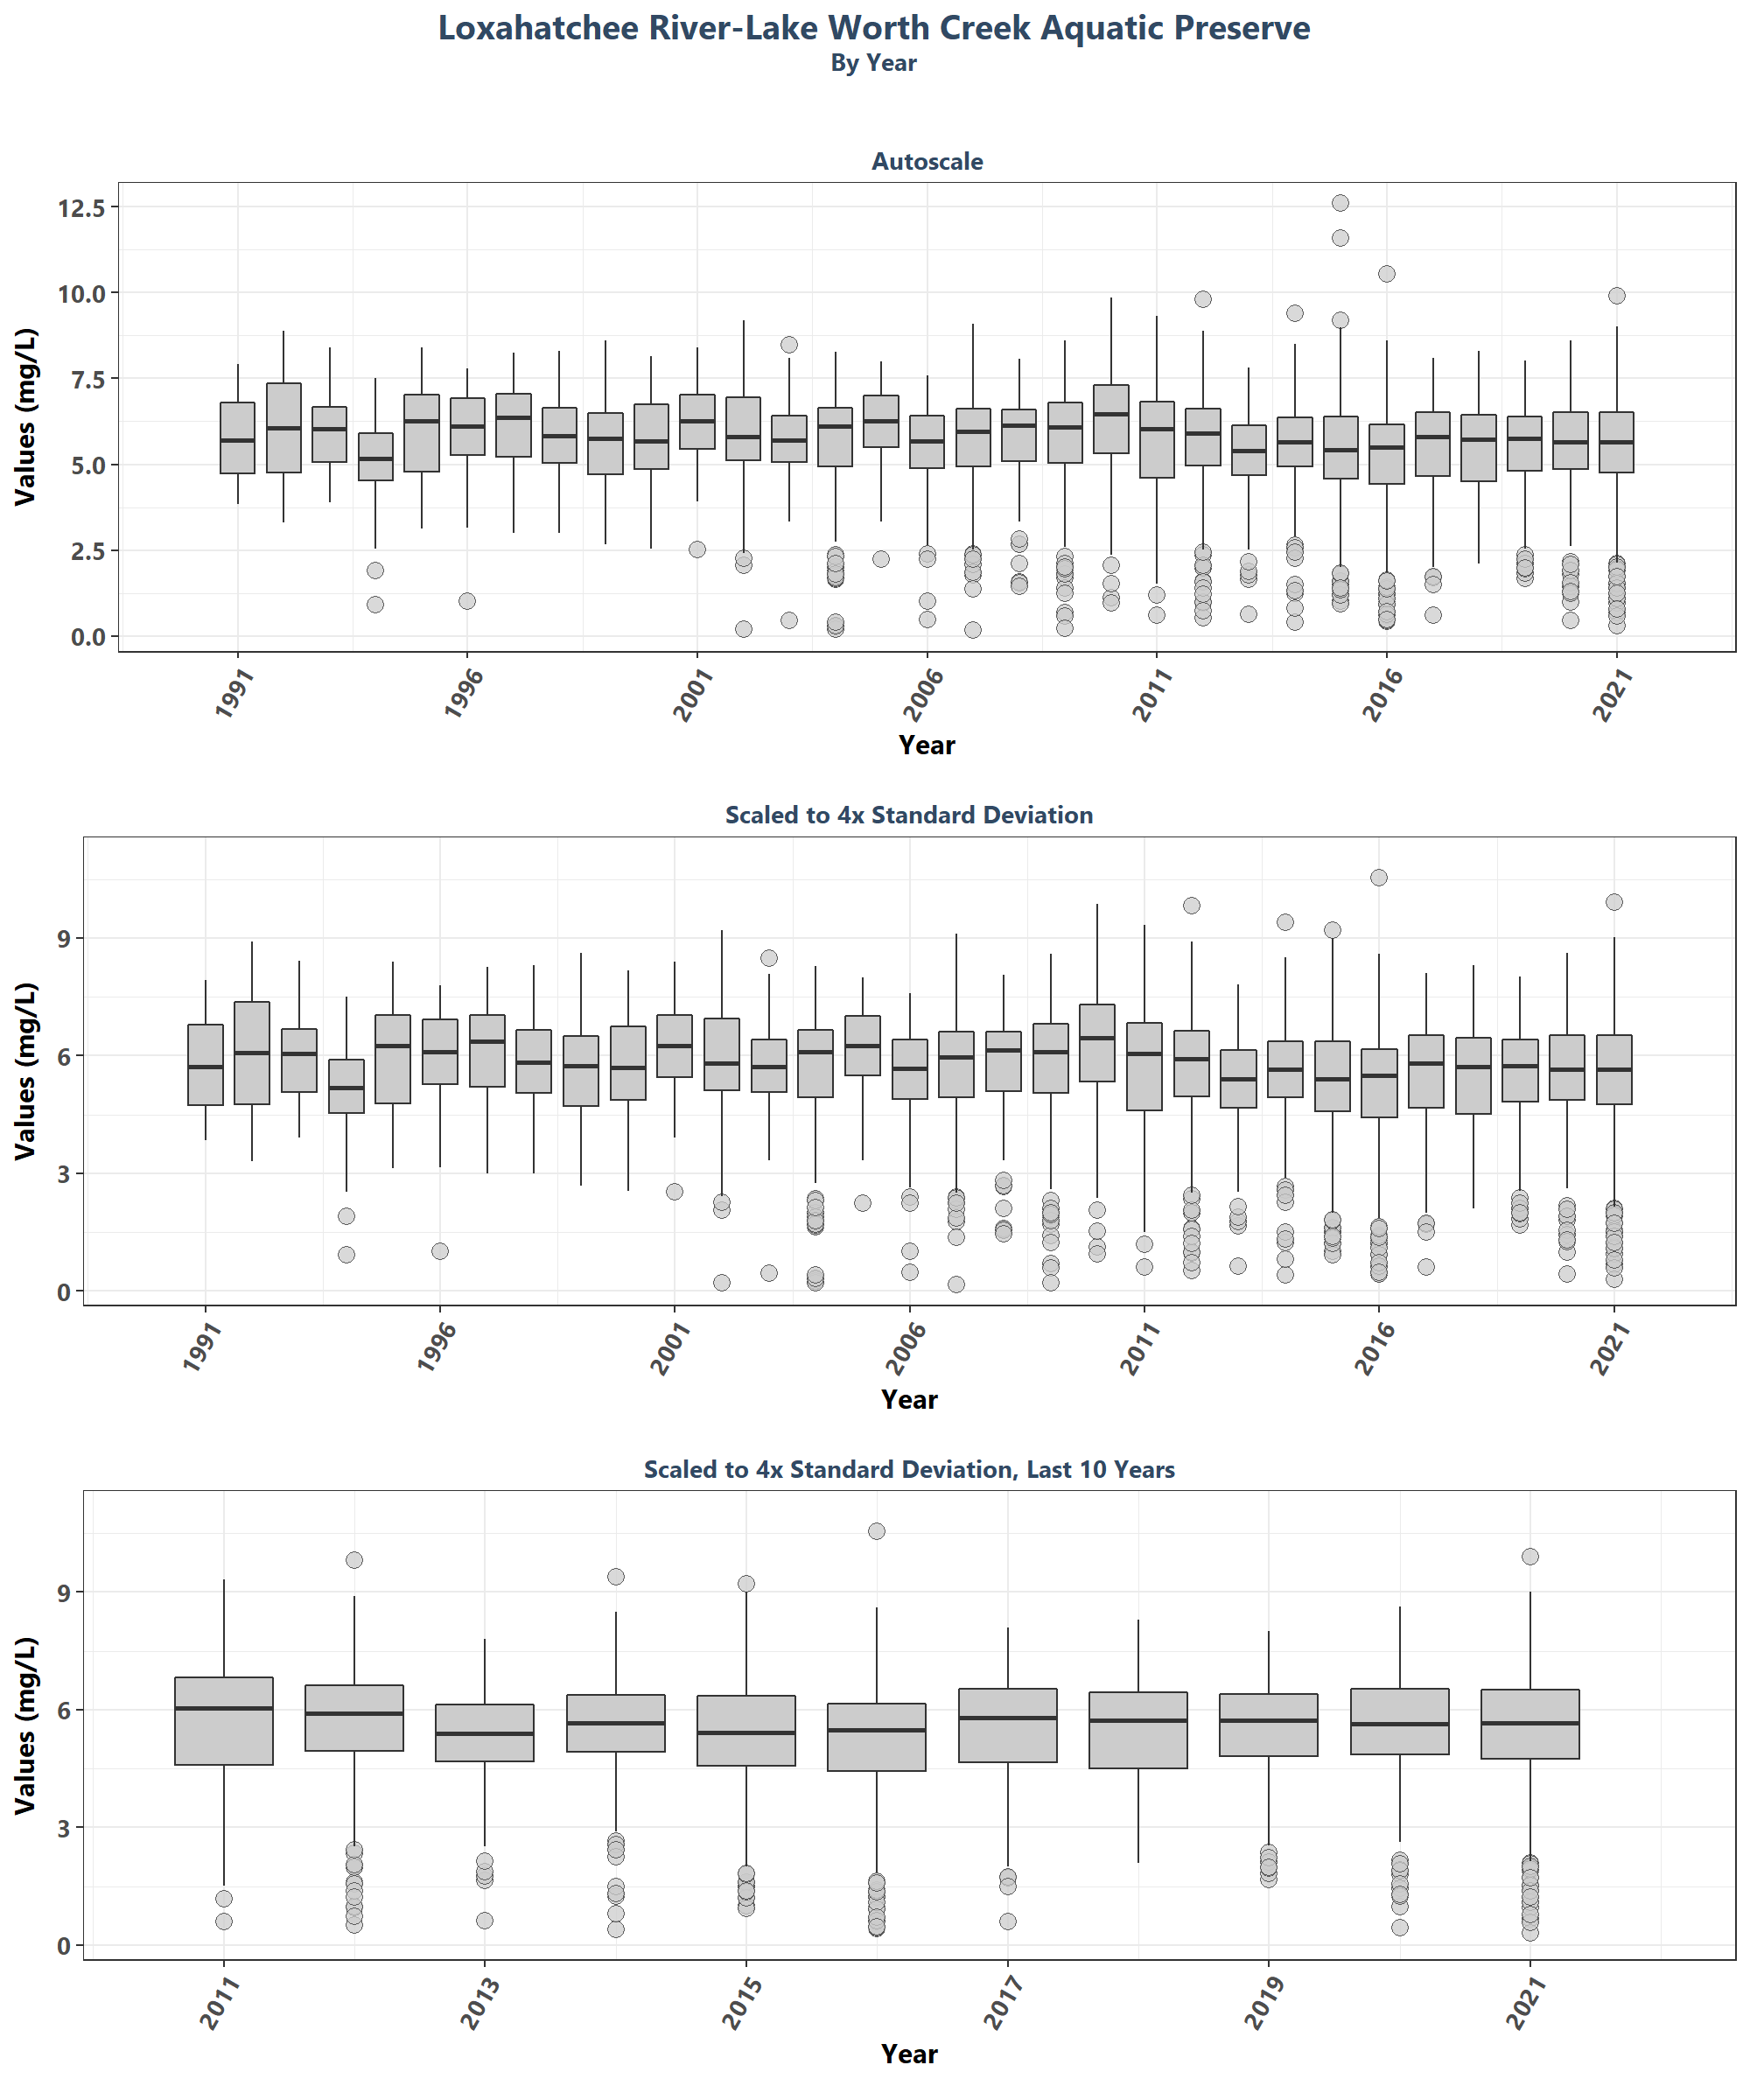 Loxahatchee River-Lake Worth Creek Aquatic Preserve
By Year
Autoscale
Values (mg/L)
12.5
10.0
7.5
5.0
2.5
0.0
1991 1996 2001 2006 2011 2016 2021
Year
Scaled to 4x Standard Deviation
Values (mg/L)
9
6
3
0
1991 1996 2001 2006 2011 2016 2021
Year
Scaled to 4x Standard Deviation, Last 10 Years
Values (mg/L)
9
6
3
0
2011 2013 2015 2017 2019 2021
Year